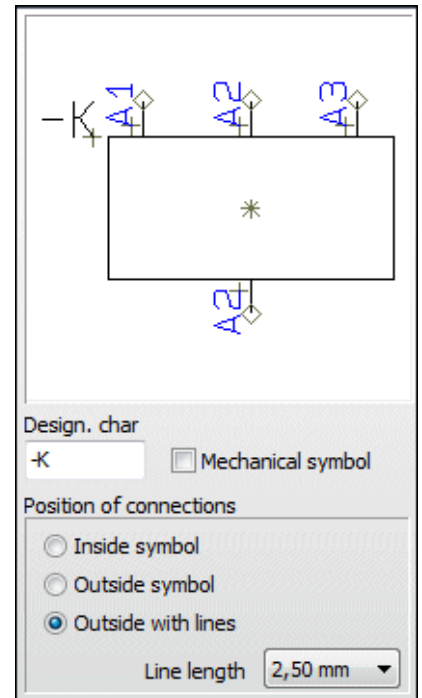 -K A1 A2 A3
A2
Design. char
-K Mechanical symbol
Position of connections
Inside symbol
Outside symbol
Outside with lines
Line length 2,50 mm